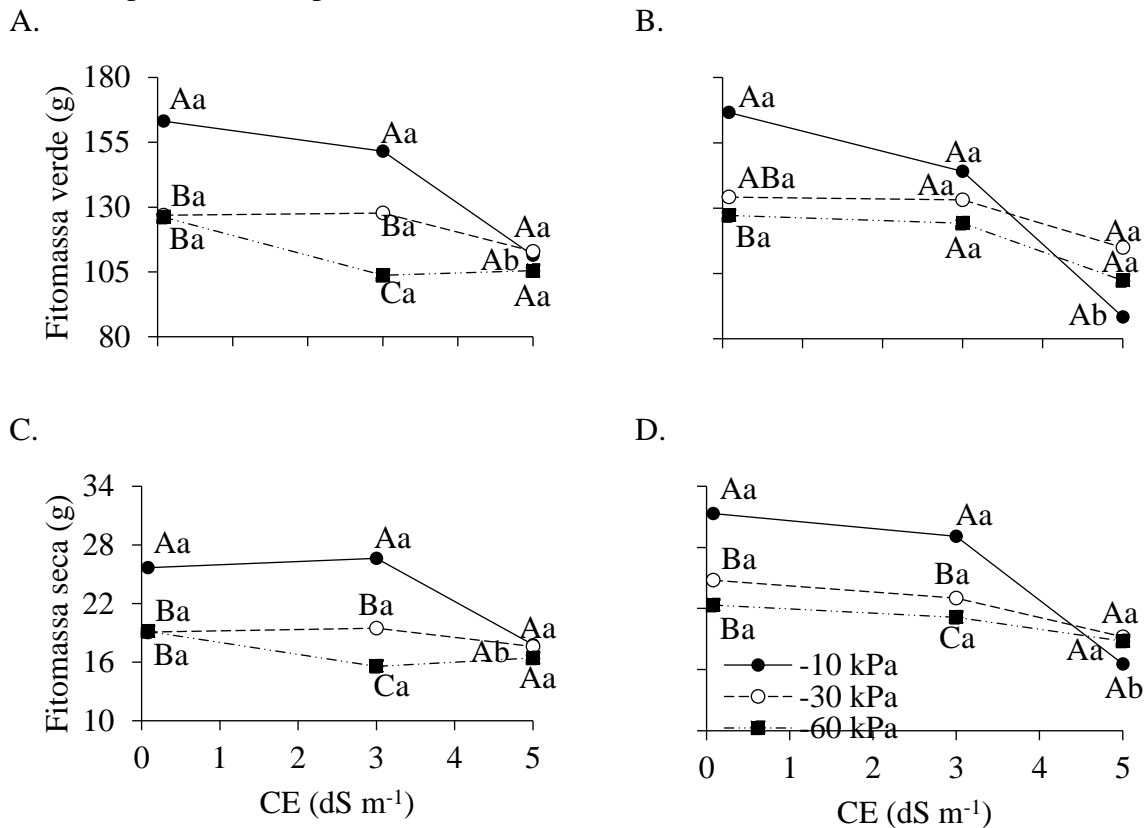 A.
B.
Fitomassa verde (g)
180
155
130
105
80
Aa
Aa
Ba
Ba
Ba
Ca
Aa
Ab
Aa
Aa
Aa
ABa
Aa
Ba
Aa
Aa
Aa
Ab
C.
D.
Fitomassa seca (g)
34
28
22
16
10
Aa
Aa
Ba
Ba
Ba
Ca
Aa
Ab
Aa
0 1 2 3 4 5
CE (dS m⁻¹)
Aa
Aa
Ba
Ba
Ba
Ca
Aa
Aa
Ab
-10 kPa
-30 kPa
-60 kPa
0 1 2 3 4 5
CE (dS m⁻¹)